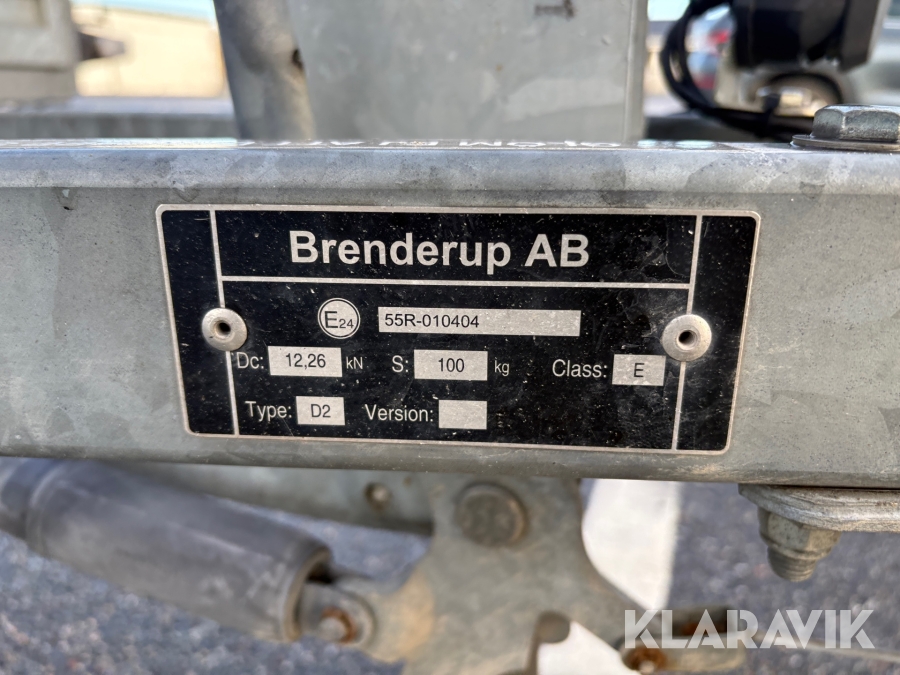 Brenderup AB
E24 55R-010404
Dc: 12,26 kN S: 100 kg Class: E
Type: D2 Version:
KLARAVIK